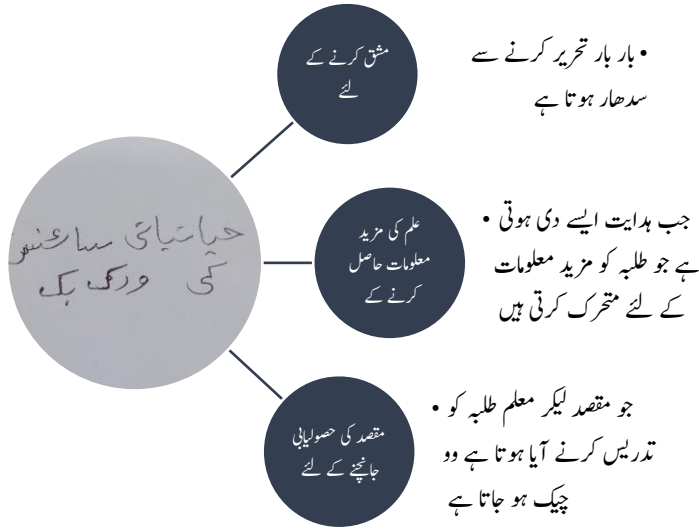 حیاتیاتی سائنس
کی ورک بک
مشق کرنے کے
لئے
• بار بار تحریر کرنے سے
سدھار ہوتا ہے
علم کی مزید
معلومات حاصل
کرنے کے
جب ہدایت ایسے دی ہوتی •
ہے جو طلبہ کو مزید معلومات
کے لئے متحرک کرتی ہیں
مقصد کی حصولیابی
جانچنے کے لئے
جو مقصد لیکر معلم طلبہ کو •
تدریس کرنے آیا ہوتا ہے وو
چیک ہو جاتا ہے